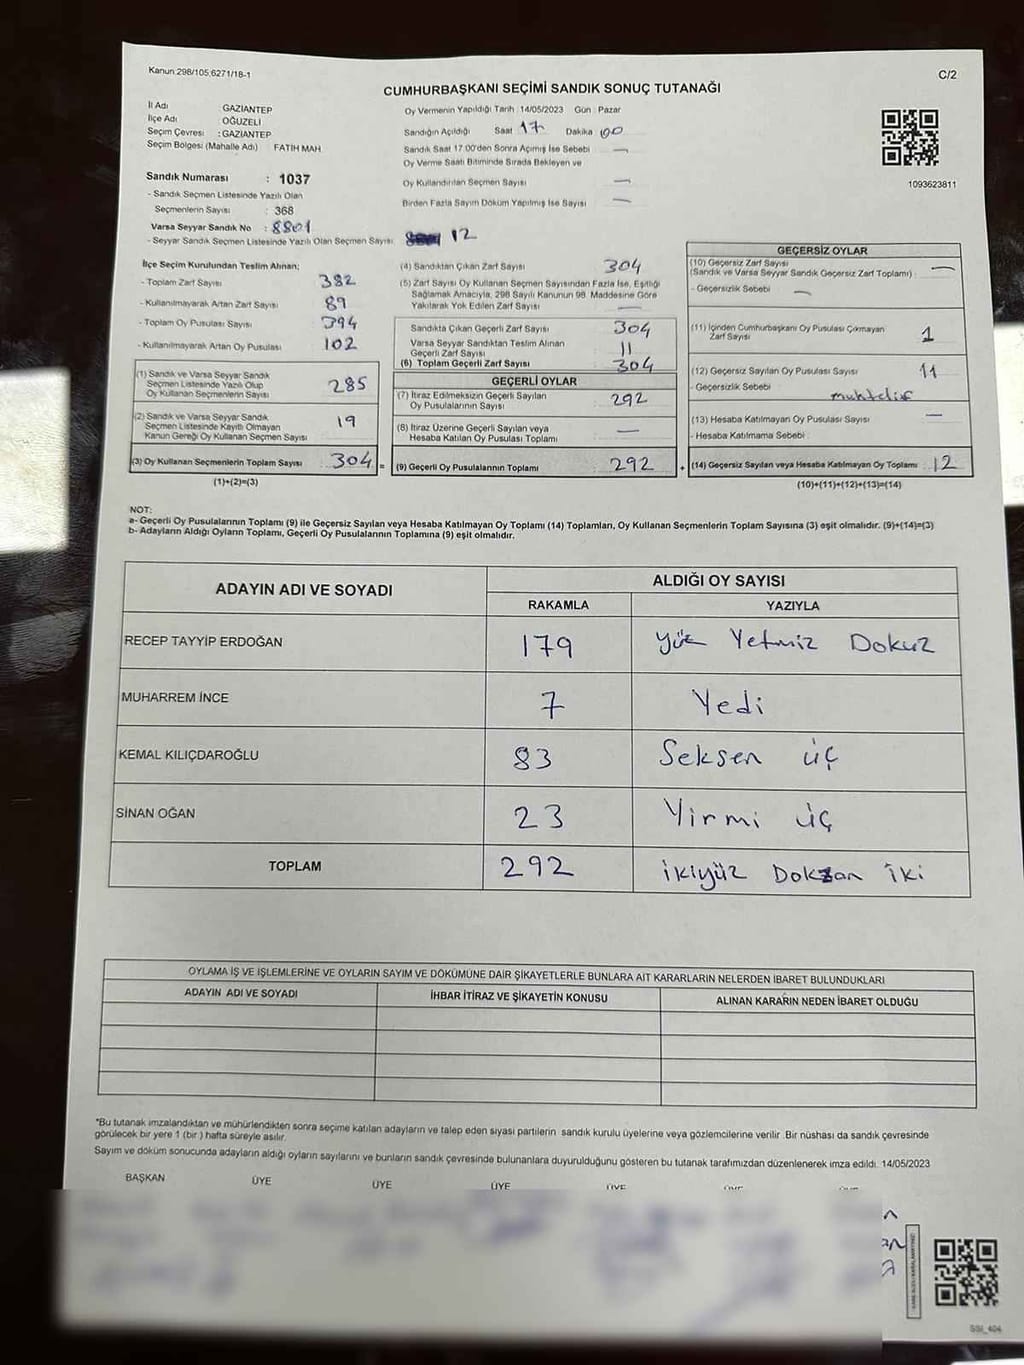 Kanun:298/105;6271/18-1
C/2
CUMHURBAŞKANI SEÇİMİ SANDIK SONUÇ TUTANAĞI
İl Adı : GAZİANTEP
İlçe Adı : OĞUZELİ
Seçim Çevresi : GAZİANTEP
Seçim Bölgesi (Mahalle Adı) FATİH MAH
Oy Vermenin Yapıldığı Tarih :14/05/2023 Gün : Pazar
Sandığın Açıldığı Saat 17 Dakika 00
Sandık Saat 17:00'den Sonra Açımış İse Sebebi —
Oy Verme Saati Bitiminde Sırada Bekleyen ve
Oy Kullandırılan Seçmen Sayısı —
Birden Fazla Sayım Döküm Yapılmış İse Sayısı —
1093623811
Sandık Numarası : 1037
- Sandık Seçmen Listesinde Yazılı Olan
Seçmenlerin Sayısı : 368
Varsa Seyyar Sandık No : 8801
- Seyyar Sandık Seçmen Listesinde Yazılı Olan Seçmen Sayısı: 12
İlçe Seçim Kurulundan Teslim Alınan;
- Toplam Zarf Sayısı 382
- Kullanılmayarak Artan Zarf Sayısı 89
- Toplam Oy Pusulası Sayısı 394
- Kullanılmayarak Artan Oy Pusulası 102
(1) Sandık ve Varsa Seyyar Sandık
Seçmen Listesinde Yazılı Olup
Oy Kullanan Seçmenlerin Sayısı 285
(2) Sandık ve Varsa Seyyar Sandık
Seçmen Listesinde Kayıtlı Olmayan
Kanun Gereği Oy Kullanan Seçmen Sayısı 19
(3) Oy Kullanan Seçmenlerin Toplam Sayısı 304 =
(1)+(2)=(3)
(4) Sandıktan Çıkan Zarf Sayısı 304
(5) Zarf Sayısı Oy Kullanan Seçmen Sayısından Fazla İse, Eşitliği
Sağlamak Amacıyla, 298 Sayılı Kanunun 98. Maddesine Göre
Yakılarak Yok Edilen Zarf Sayısı —
Sandıkta Çıkan Geçerli Zarf Sayısı 304
Varsa Seyyar Sandıktan Teslim Alınan
Geçerli Zarf Sayısı 11
(6) Toplam Geçerli Zarf Sayısı 304
GEÇERLİ OYLAR
(7) İtiraz Edilmeksizin Geçerli Sayılan
Oy Pusulalarının Sayısı 292
(8) İtiraz Üzerine Geçerli Sayılan veya
Hesaba Katılan Oy Pusulası Toplamı —
(9) Geçerli Oy Pusulalarının Toplamı 292 +
GEÇERSİZ OYLAR
(10) Geçersiz Zarf Sayısı
(Sandık ve Varsa Seyyar Sandık Geçersiz Zarf Toplamı) —
- Geçersizlik Sebebi —
(11) İçinden Cumhurbaşkanı Oy Pusulası Çıkmayan
Zarf Sayısı 1
(12) Geçersiz Sayılan Oy Pusulası Sayısı 11
- Geçersizlik Sebebi muhtelif
(13) Hesaba Katılmayan Oy Pusulası Sayısı —
- Hesaba Katılmama Sebebi
(14) Geçersiz Sayılan veya Hesaba Katılmayan Oy Toplamı 12
(10)+(11)+(12)+(13)=(14)
NOT:
a- Geçerli Oy Pusulalarının Toplamı (9) ile Geçersiz Sayılan veya Hesaba Katılmayan Oy Toplamı (14) Toplamları, Oy Kullanan Seçmenlerin Toplam Sayısına (3) eşit olmalıdır. (9)+(14)=(3)
b- Adayların Aldığı Oyların Toplamı, Geçerli Oy Pusulalarının Toplamına (9) eşit olmalıdır.
ADAYIN ADI VE SOYADI ALDIĞI OY SAYISI
RAKAMLA YAZIYLA
RECEP TAYYİP ERDOĞAN 179 Yüz Yetmiz Dokuz
MUHARREM İNCE 7 Yedi
KEMAL KILIÇDAROĞLU 83 Seksen üç
SİNAN OĞAN 23 Yirmi üç
TOPLAM 292 ikiyüz Dokzan iki
OYLAMA İŞ VE İŞLEMLERİNE VE OYLARIN SAYIM VE DÖKÜMÜNE DAİR ŞİKAYETLERLE BUNLARA AİT KARARLARIN NELERDEN İBARET BULUNDUKLARI
ADAYIN ADI VE SOYADI İHBAR İTİRAZ VE ŞİKAYETİN KONUSU ALINAN KARARIN NEDEN İBARET OLDUĞU
*Bu tutanak imzalandıktan ve mühürlendikten sonra seçime katılan adayların ve talep eden siyasi partilerin sandık kurulu üyelerine veya gözlemcilerine verilir. Bir nüshası da sandık çevresinde
görülecek bir yere 1 (bir ) hafta süreyle asılır.
Sayım ve döküm sonucunda adayların aldığı oyların sayılarını ve bunların sandık çevresinde bulunanlara duyurulduğunu gösteren bu tutanak tarafımızdan düzenlenerek imza edildi. 14/05/2023
BAŞKAN ÜYE ÜYE ÜYE ÜYE
SSI_404